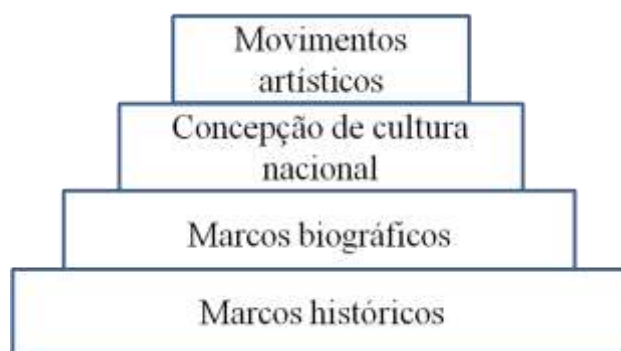 Movimentos
artísticos
Concepção de cultura
nacional
Marcos biográficos
Marcos históricos